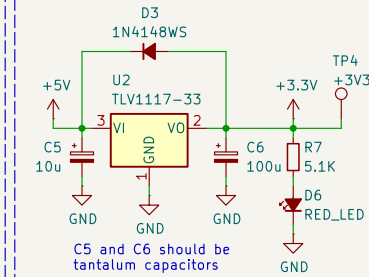 D3
1N4148WS
TP4
+3V3
+5V
U2
TLV1117-33
+3.3V
3
VI
VO
2
GND
1
C5
10u
C6
100u
R7
5.1K
D6
RED_LED
GND
GND
GND
GND
C5 and C6 should be
tantalum capacitors